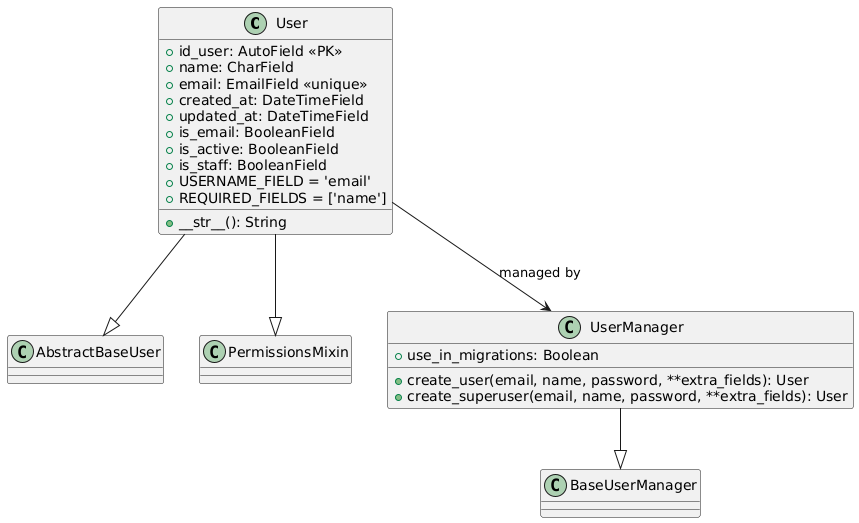 C User
id_user: AutoField «PK»
name: CharField
email: EmailField «unique»
created_at: DateTimeField
updated_at: DateTimeField
is_email: BooleanField
is_active: BooleanField
is_staff: BooleanField
USERNAME_FIELD = 'email'
REQUIRED_FIELDS = ['name']
__str__(): String
managed by
C AbstractBaseUser
C PermissionsMixin
C UserManager
use_in_migrations: Boolean
create_user(email, name, password, **extra_fields): User
create_superuser(email, name, password, **extra_fields): User
C BaseUserManager